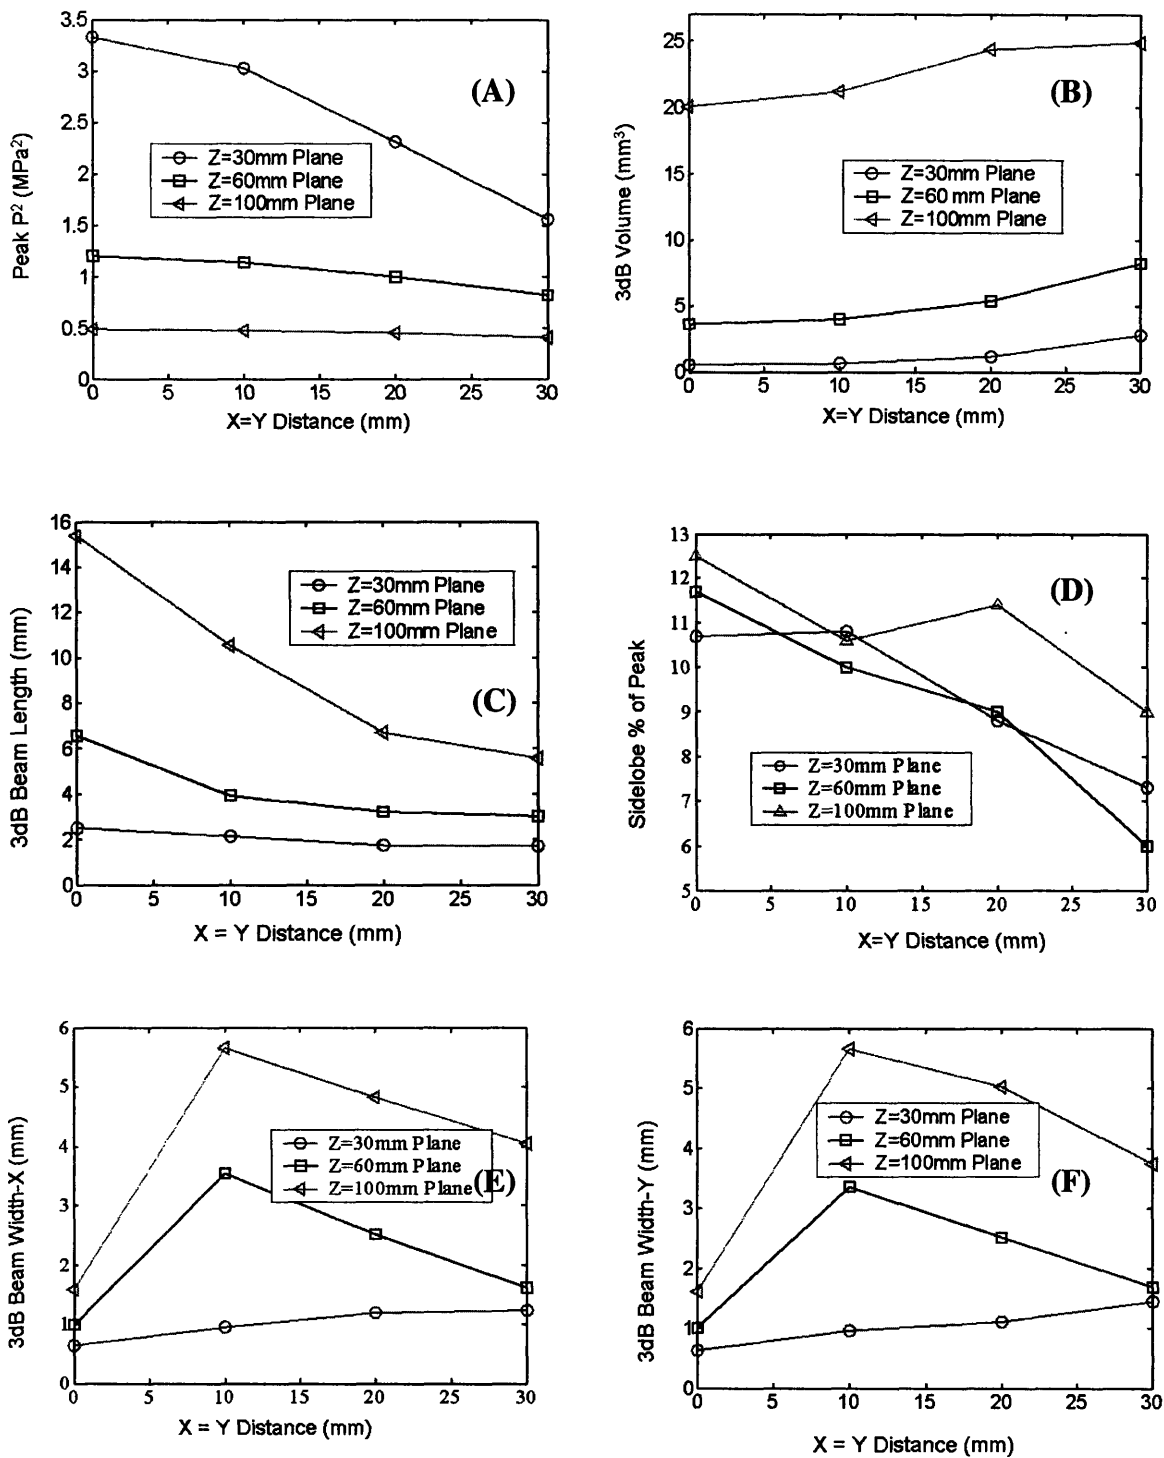 3.5
3
2.5
2
1.5
1
0.5
0
Peak P² (MPa²)
(A)
Z=30mm Plane
Z=60mm Plane
Z=100mm Plane
0 5 10 15 20 25 30
X=Y Distance (mm)
25
20
15
10
5
0
3dB Volume (mm³)
(B)
Z=30mm Plane
Z=60 mm Plane
Z=100mm Plane
0 5 10 15 20 25 30
X=Y Distance (mm)
16
14
12
10
8
6
4
2
0
3dB Beam Length (mm)
Z=30mm Plane
Z=60mm Plane
Z=100mm Plane
(C)
0 5 10 15 20 25 30
X = Y Distance (mm)
13
12
11
10
9
8
7
6
5
Sidelobe % of Peak
(D)
Z=30mm Plane
Z=60mm Plane
Z=100mm Plane
0 5 10 15 20 25 30
X=Y Distance (mm)
6
5
4
3
2
1
0
3dB Beam Width-X (mm)
Z=30mm Plane
Z=60mm Plane
Z=100mm Plane
(E)
0 5 10 15 20 25 30
X = Y Distance (mm)
6
5
4
3
2
1
0
3dB Beam Width-Y (mm)
Z=30mm Plane
Z=60mm Plane
Z=100mm Plane
(F)
0 5 10 15 20 25 30
X = Y Distance (mm)